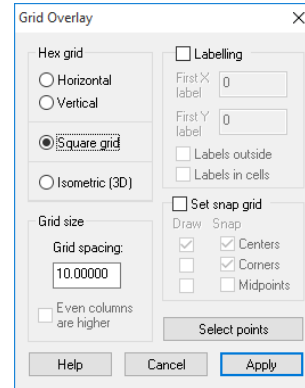 Grid Overlay
Hex grid
Horizontal
Vertical
Square grid
Isometric (3D)
Grid size
Grid spacing:
10.00000
Even columns
are higher
Labelling
First X
label
0
First Y
label
0
Labels outside
Labels in cells
Set snap grid
Draw Snap
Centers
Corners
Midpoints
Select points
Help
Cancel
Apply